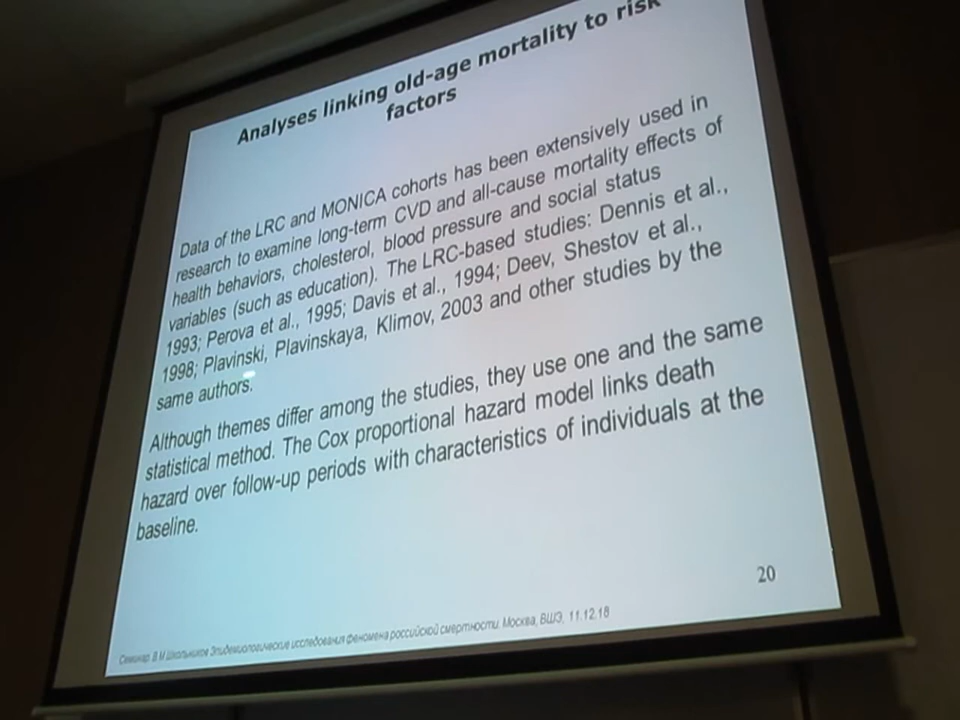 Analyses linking old-age mortality to risk
factors
Data of the LRC and MONICA cohorts has been extensively used in
research to examine long-term CVD and all-cause mortality effects of
health behaviors, cholesterol, blood pressure and social status
variables (such as education). The LRC-based studies: Dennis et al.,
1993; Perova et al., 1995; Davis et al., 1994; Deev, Shestov et al.,
1998; Plavinski, Plavinskaya, Klimov, 2003 and other studies by the
same authors.
Although themes differ among the studies, they use one and the same
statistical method. The Cox proportional hazard model links death
hazard over follow-up periods with characteristics of individuals at the
baseline.
20
Семинар В.М.Школьников Эпидемиологические исследования феномена российской смертности. Москва, ВШЭ, 11.12.18